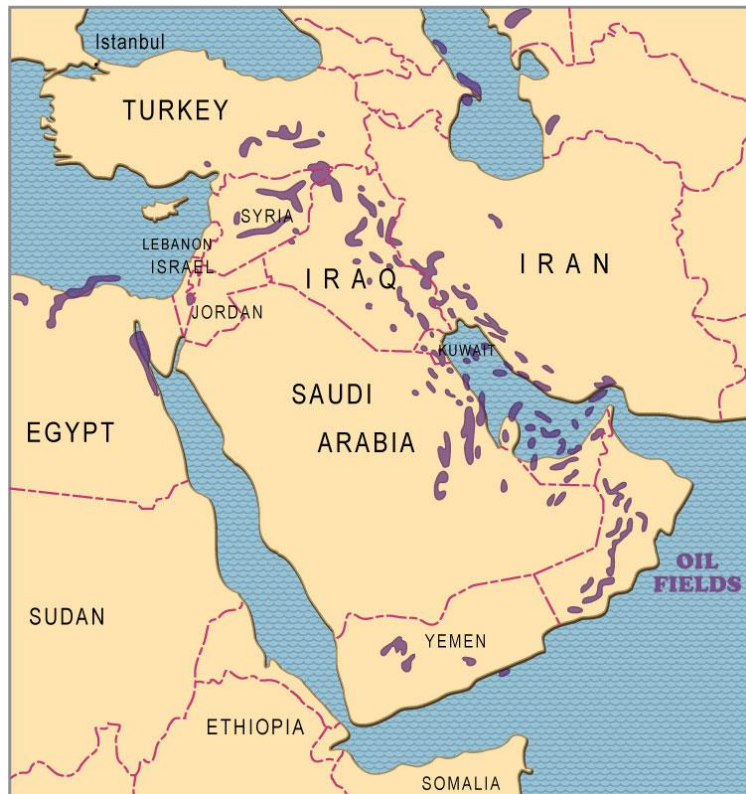 Istanbul
TURKEY
SYRIA
LEBANON
ISRAEL
IRAQ
IRAN
JORDAN
KUWAIT
SAUDI
ARABIA
EGYPT
OIL
FIELDS
SUDAN
YEMEN
ETHIOPIA
SOMALIA